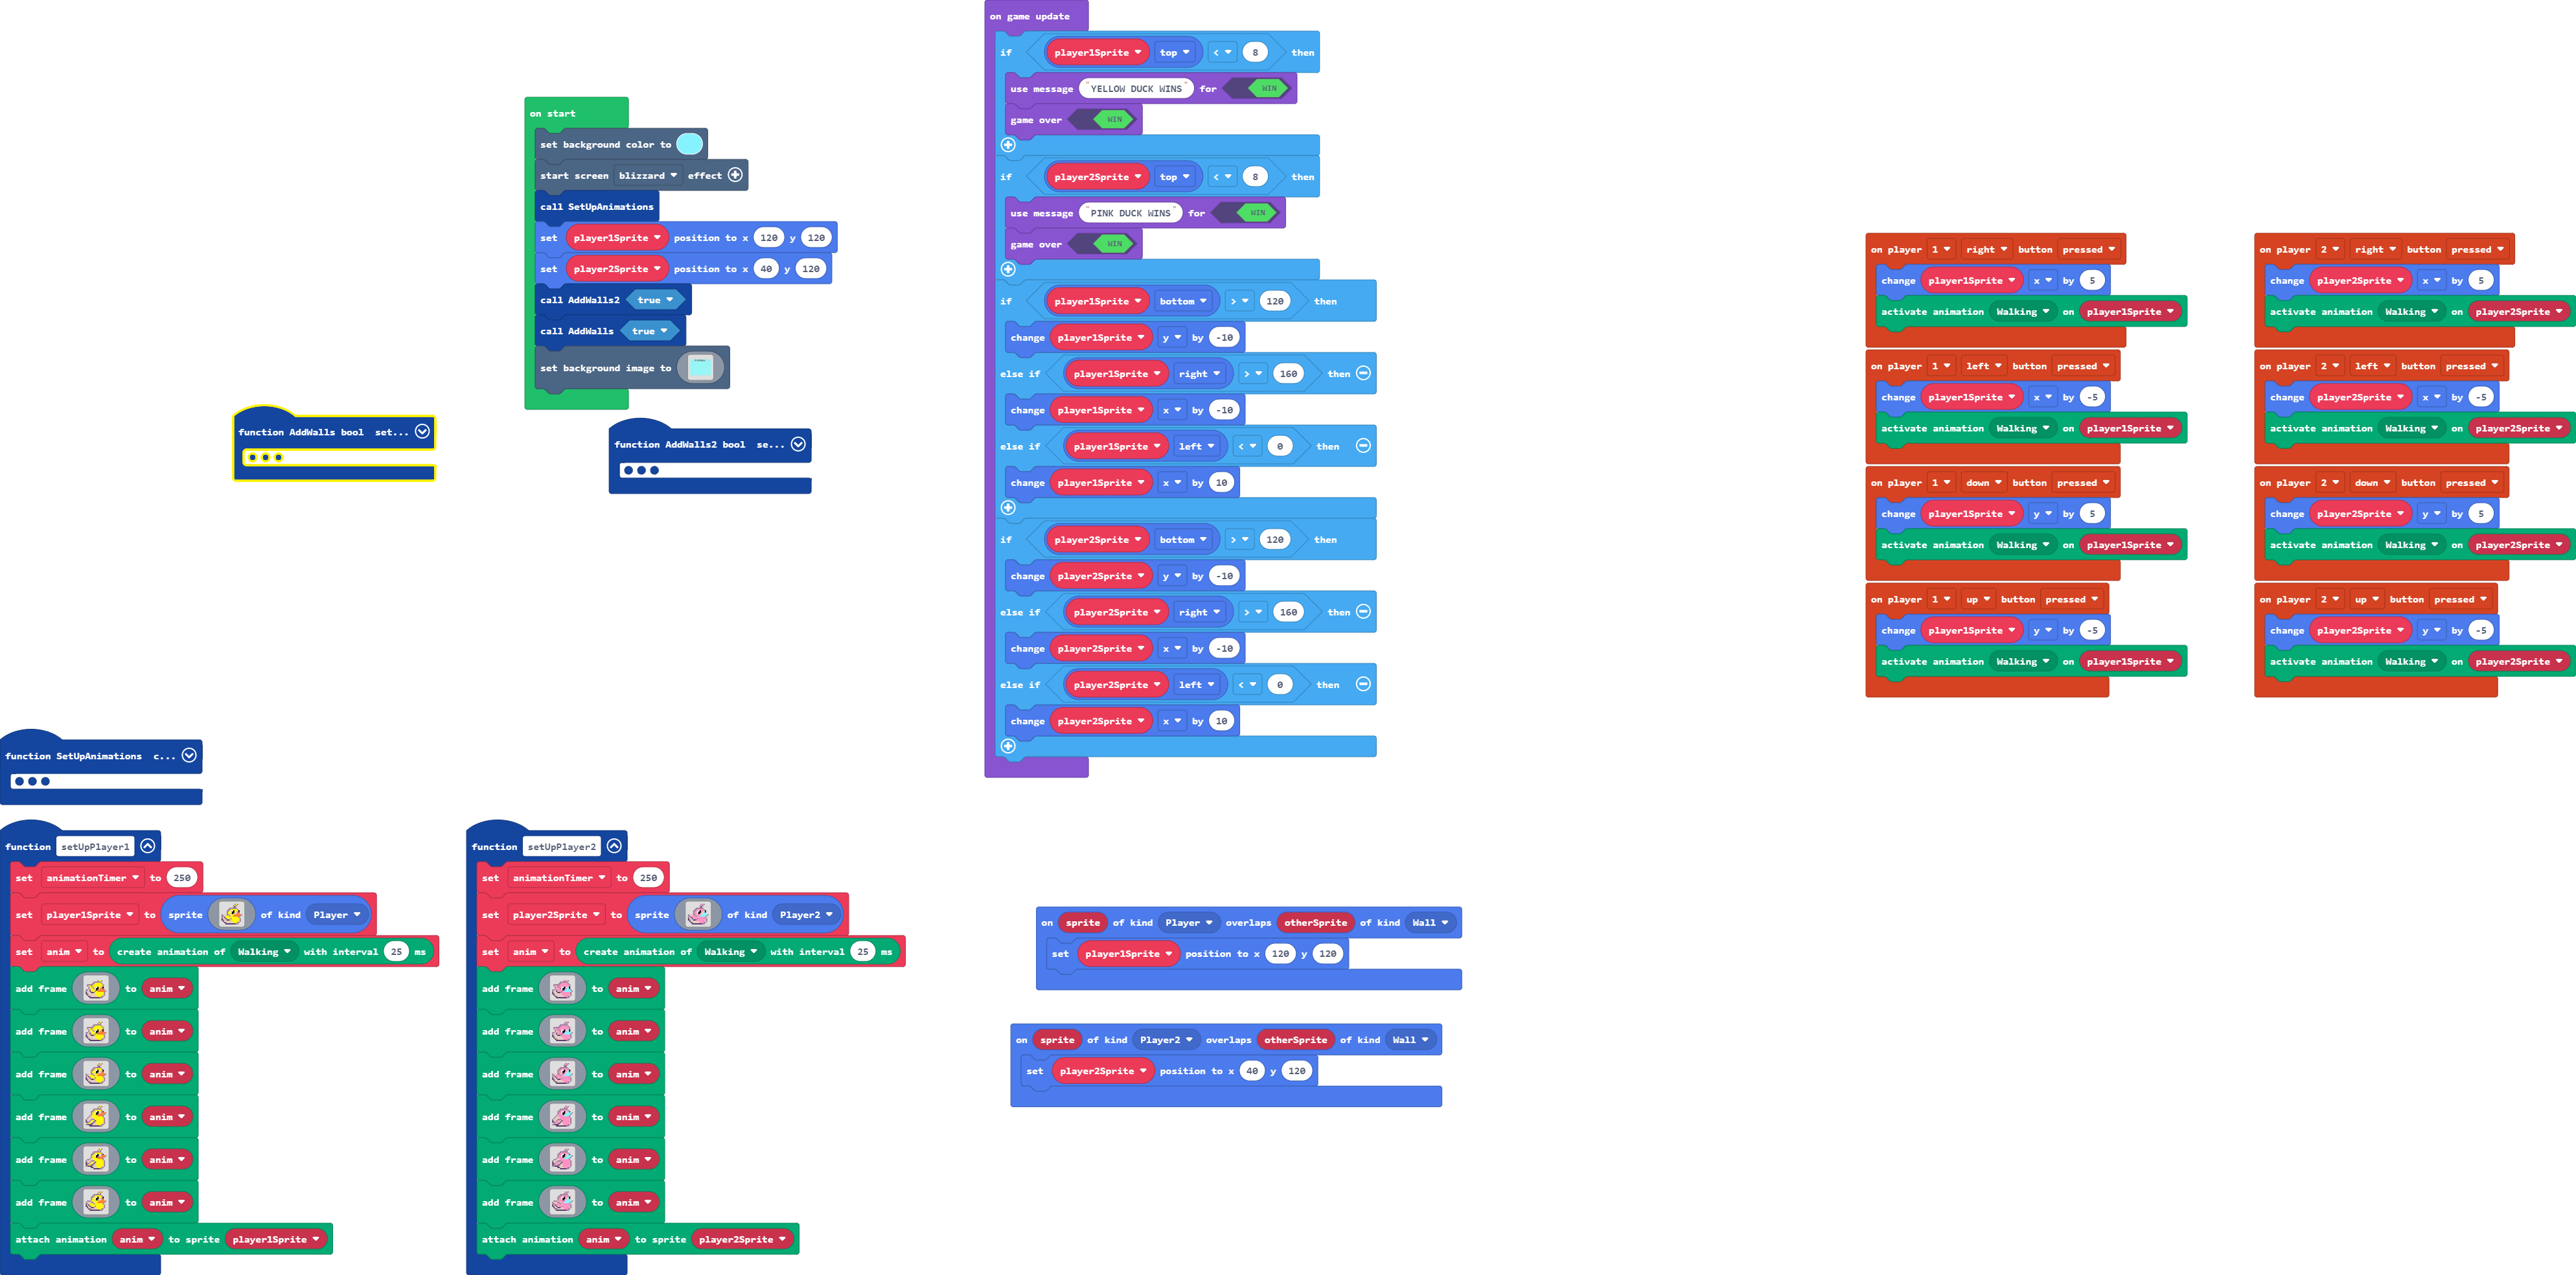 on start
set background color to
start screen blizzard effect
call SetUpAnimations
set player1Sprite position to x 120 y 120
set player2Sprite position to x 40 y 120
call AddWalls2 true
call AddWalls true
set background image to
function AddWalls bool set...
function AddWalls2 bool se...
function SetUpAnimations c...
function setUpPlayer1
set animationTimer to 250
set player1Sprite to sprite of kind Player
set anim to create animation of Walking with interval 25 ms
add frame to anim
add frame to anim
add frame to anim
add frame to anim
add frame to anim
add frame to anim
attach animation anim to sprite player1Sprite
function setUpPlayer2
set animationTimer to 250
set player2Sprite to sprite of kind Player2
set anim to create animation of Walking with interval 25 ms
add frame to anim
add frame to anim
add frame to anim
add frame to anim
add frame to anim
add frame to anim
attach animation anim to sprite player2Sprite
on game update
if player1Sprite top < 8 then
use message "YELLOW DUCK WINS" for WIN
game over WIN
if player2Sprite top < 8 then
use message "PINK DUCK WINS" for WIN
game over WIN
if player1Sprite bottom > 120 then
change player1Sprite y by -10
else if player1Sprite right > 160 then
change player1Sprite x by -10
else if player1Sprite left < 0 then
change player1Sprite x by 10
if player2Sprite bottom > 120 then
change player2Sprite y by -10
else if player2Sprite right > 160 then
change player2Sprite x by -10
else if player2Sprite left < 0 then
change player2Sprite x by 10
on sprite of kind Player overlaps otherSprite of kind Wall
set player1Sprite position to x 120 y 120
on sprite of kind Player2 overlaps otherSprite of kind Wall
set player2Sprite position to x 40 y 120
on player 1 right button pressed
change player1Sprite x by 5
activate animation Walking on player1Sprite
on player 1 left button pressed
change player1Sprite x by -5
activate animation Walking on player1Sprite
on player 1 down button pressed
change player1Sprite y by 5
activate animation Walking on player1Sprite
on player 1 up button pressed
change player1Sprite y by -5
activate animation Walking on player1Sprite
on player 2 right button pressed
change player2Sprite x by 5
activate animation Walking on player2Sprite
on player 2 left button pressed
change player2Sprite x by -5
activate animation Walking on player2Sprite
on player 2 down button pressed
change player2Sprite y by 5
activate animation Walking on player2Sprite
on player 2 up button pressed
change player2Sprite y by -5
activate animation Walking on player2Sprite